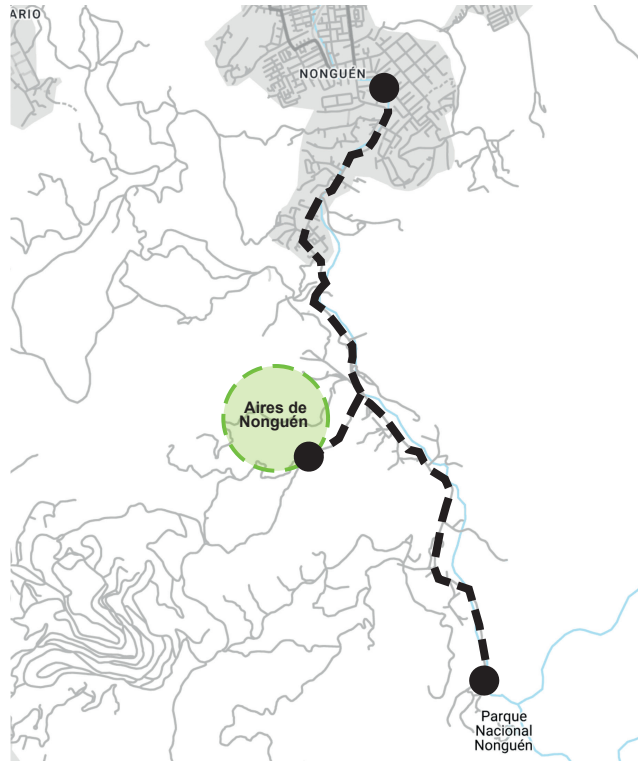 ARIO
NONGUÉN
Aires de
Nonguén
Parque
Nacional
Nonguén